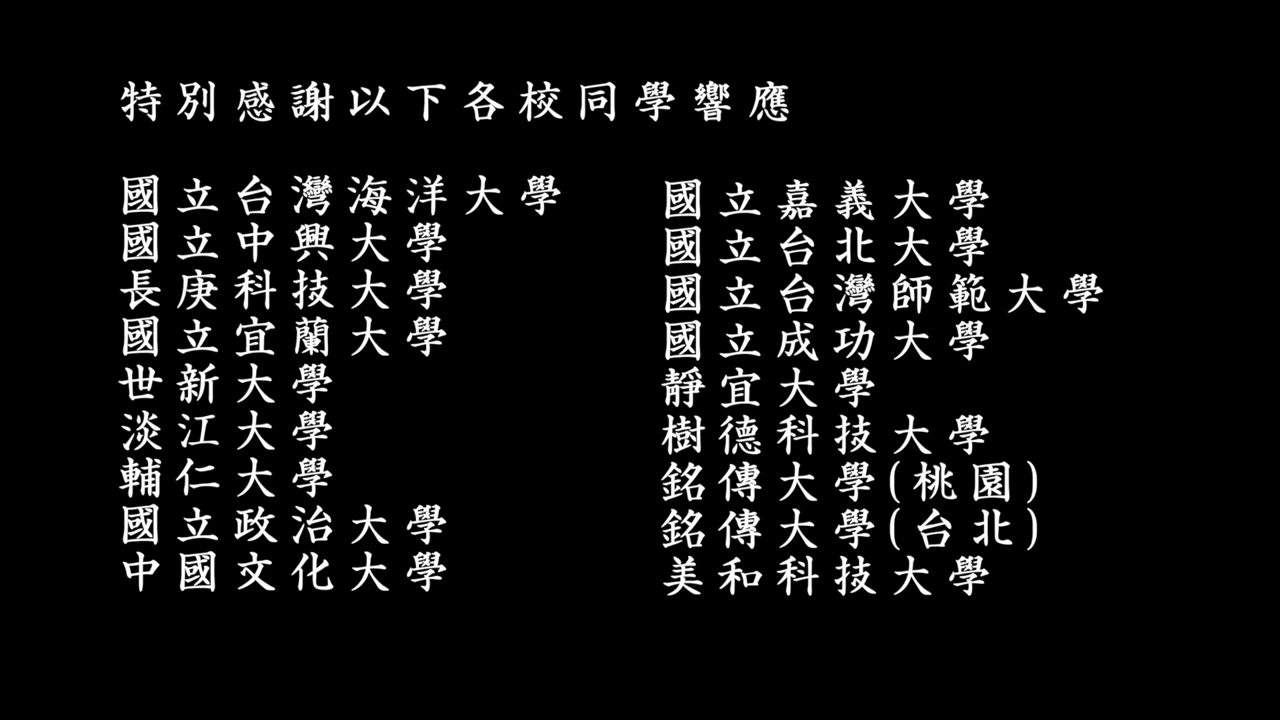 特別感謝以下各校同學響應
國立台灣海洋大學
國立中興大學
長庚科技大學
國立宜蘭大學
世新大學
淡江大學
輔仁大學
國立政治大學
中國文化大學
國立嘉義大學
國立台北大學
國立台灣師範大學
國立成功大學
靜宜大學
樹德科技大學
銘傳大學(桃園)
銘傳大學(台北)
美和科技大學